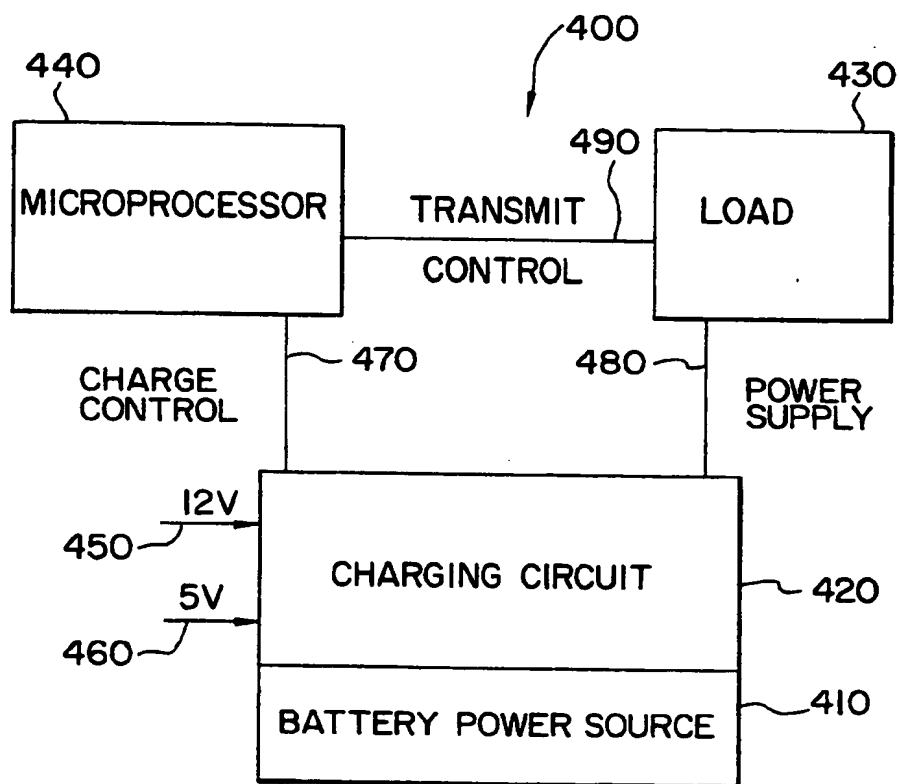 400
440
430
490
MICROPROCESSOR
TRANSMIT
CONTROL
LOAD
470
480
CHARGE
CONTROL
POWER
SUPPLY
12V
450
CHARGING CIRCUIT
420
5V
460
410
BATTERY POWER SOURCE